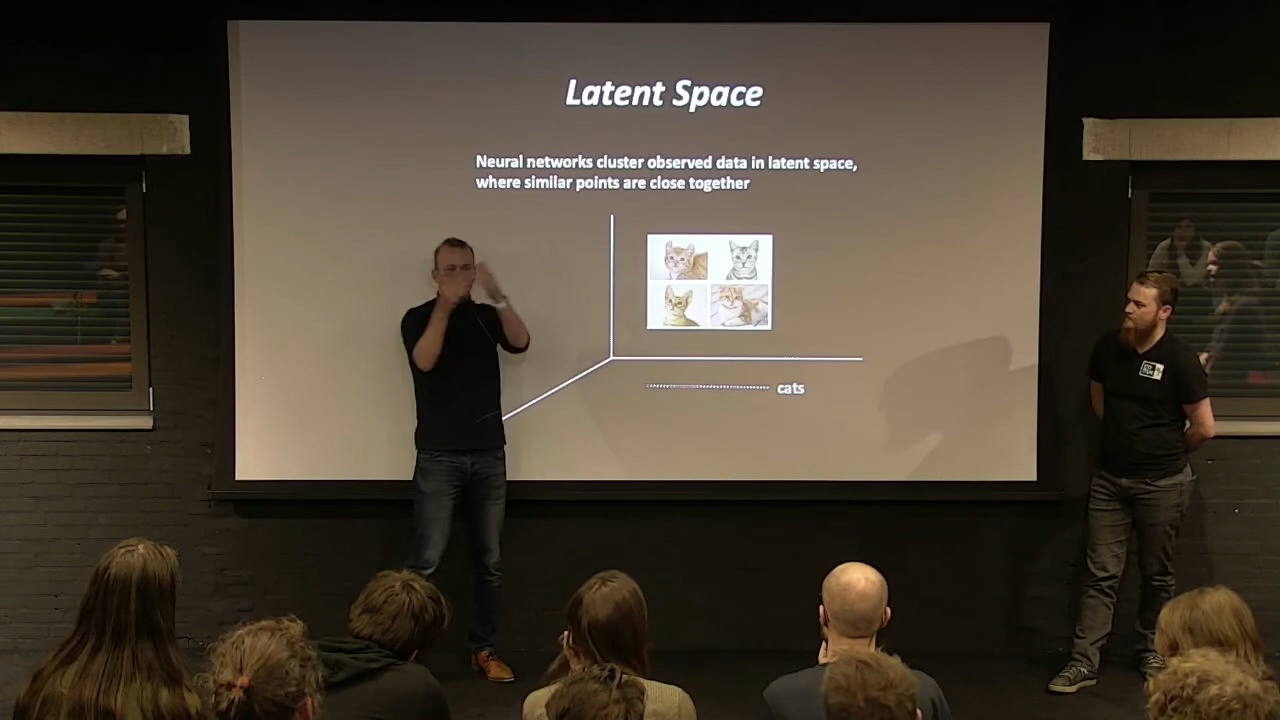 Latent Space
Neural networks cluster observed data in latent space,
where similar points are close together
cats